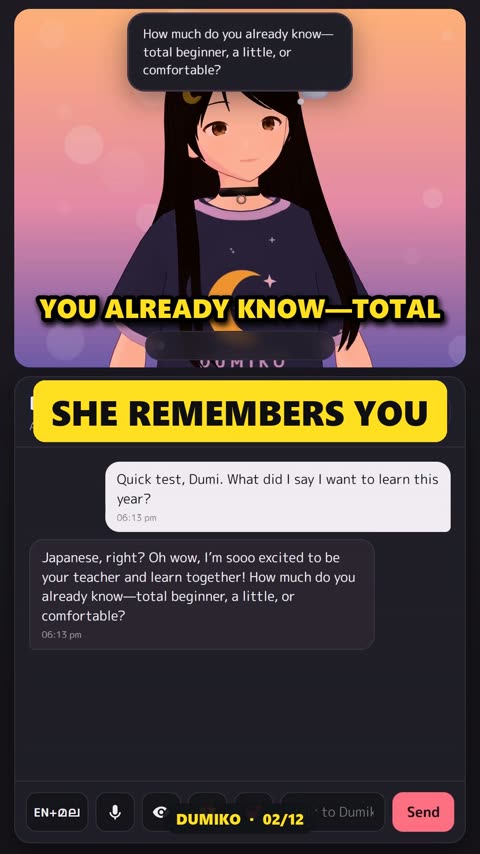 How much do you already know—
total beginner, a little, or
comfortable?
YOU ALREADY KNOW—TOTAL
DUMIKO
SHE REMEMBERS YOU
Quick test, Dumi. What did I say I want to learn this
year?
06:13 pm
Japanese, right? Oh wow, I’m sooo excited to be
your teacher and learn together! How much do you
already know—total beginner, a little, or
comfortable?
06:13 pm
EN+മല
to Dumik
Send
DUMIKO · 02/12